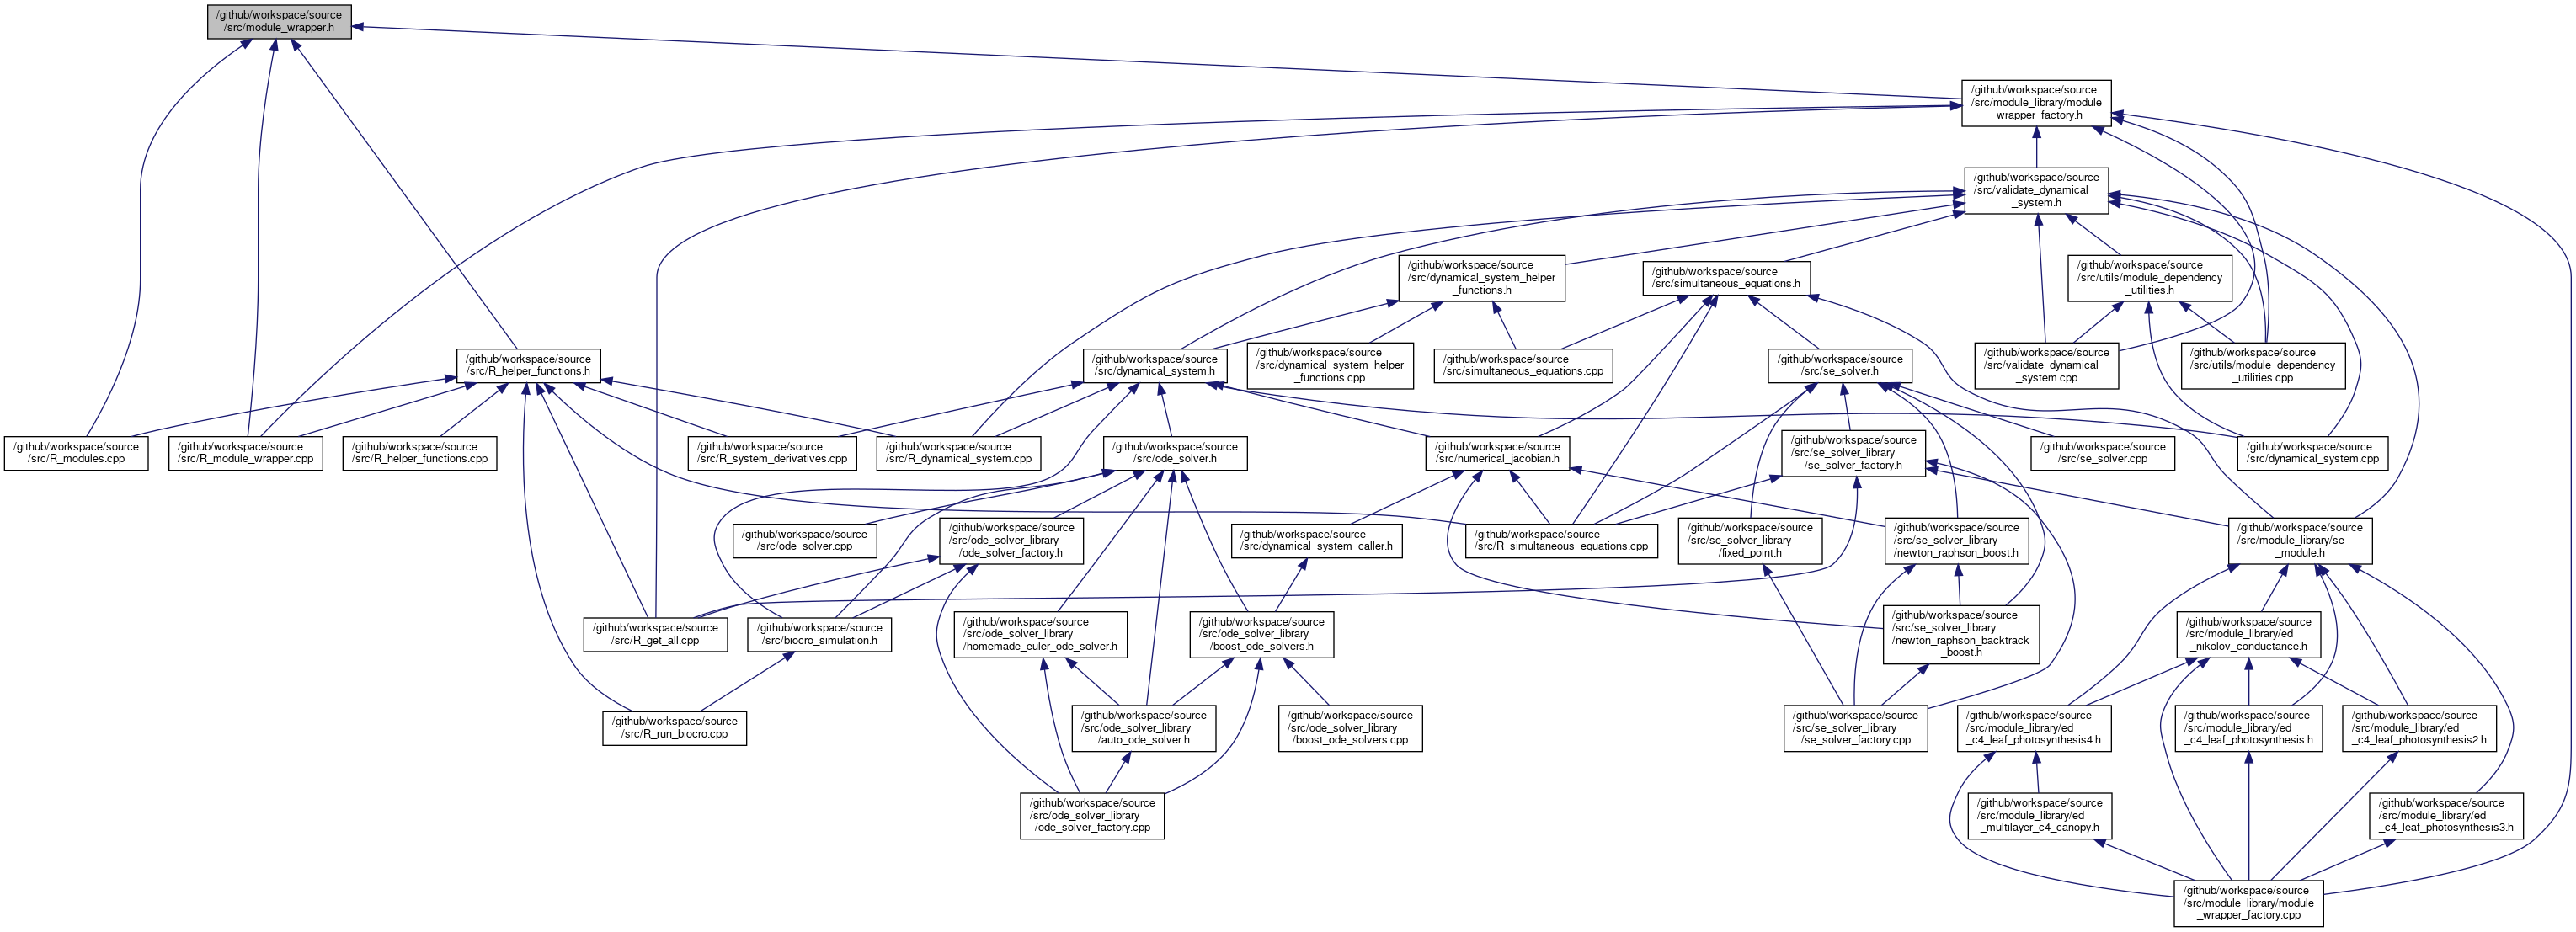 /github/workspace/source
/src/module_wrapper.h
/github/workspace/source
/src/module_library/module
_wrapper_factory.h
/github/workspace/source
/src/validate_dynamical
_system.h
/github/workspace/source
/src/dynamical_system_helper
_functions.h
/github/workspace/source
/src/simultaneous_equations.h
/github/workspace/source
/src/utils/module_dependency
_utilities.h
/github/workspace/source
/src/R_helper_functions.h
/github/workspace/source
/src/dynamical_system.h
/github/workspace/source
/src/dynamical_system_helper
_functions.cpp
/github/workspace/source
/src/simultaneous_equations.cpp
/github/workspace/source
/src/se_solver.h
/github/workspace/source
/src/validate_dynamical
_system.cpp
/github/workspace/source
/src/utils/module_dependency
_utilities.cpp
/github/workspace/source
/src/R_modules.cpp
/github/workspace/source
/src/R_module_wrapper.cpp
/github/workspace/source
/src/R_helper_functions.cpp
/github/workspace/source
/src/R_system_derivatives.cpp
/github/workspace/source
/src/R_dynamical_system.cpp
/github/workspace/source
/src/ode_solver.h
/github/workspace/source
/src/numerical_jacobian.h
/github/workspace/source
/src/se_solver_library
/se_solver_factory.h
/github/workspace/source
/src/se_solver.cpp
/github/workspace/source
/src/dynamical_system.cpp
/github/workspace/source
/src/ode_solver.cpp
/github/workspace/source
/src/ode_solver_library
/ode_solver_factory.h
/github/workspace/source
/src/dynamical_system_caller.h
/github/workspace/source
/src/R_simultaneous_equations.cpp
/github/workspace/source
/src/se_solver_library
/fixed_point.h
/github/workspace/source
/src/se_solver_library
/newton_raphson_boost.h
/github/workspace/source
/src/module_library/se
_module.h
/github/workspace/source
/src/R_get_all.cpp
/github/workspace/source
/src/biocro_simulation.h
/github/workspace/source
/src/ode_solver_library
/homemade_euler_ode_solver.h
/github/workspace/source
/src/ode_solver_library
/boost_ode_solvers.h
/github/workspace/source
/src/se_solver_library
/newton_raphson_backtrack
_boost.h
/github/workspace/source
/src/module_library/ed
_nikolov_conductance.h
/github/workspace/source
/src/R_run_biocro.cpp
/github/workspace/source
/src/ode_solver_library
/auto_ode_solver.h
/github/workspace/source
/src/ode_solver_library
/boost_ode_solvers.cpp
/github/workspace/source
/src/se_solver_library
/se_solver_factory.cpp
/github/workspace/source
/src/module_library/ed
_c4_leaf_photosynthesis4.h
/github/workspace/source
/src/module_library/ed
_c4_leaf_photosynthesis.h
/github/workspace/source
/src/module_library/ed
_c4_leaf_photosynthesis2.h
/github/workspace/source
/src/ode_solver_library
/ode_solver_factory.cpp
/github/workspace/source
/src/module_library/ed
_multilayer_c4_canopy.h
/github/workspace/source
/src/module_library/ed
_c4_leaf_photosynthesis3.h
/github/workspace/source
/src/module_library/module
_wrapper_factory.cpp